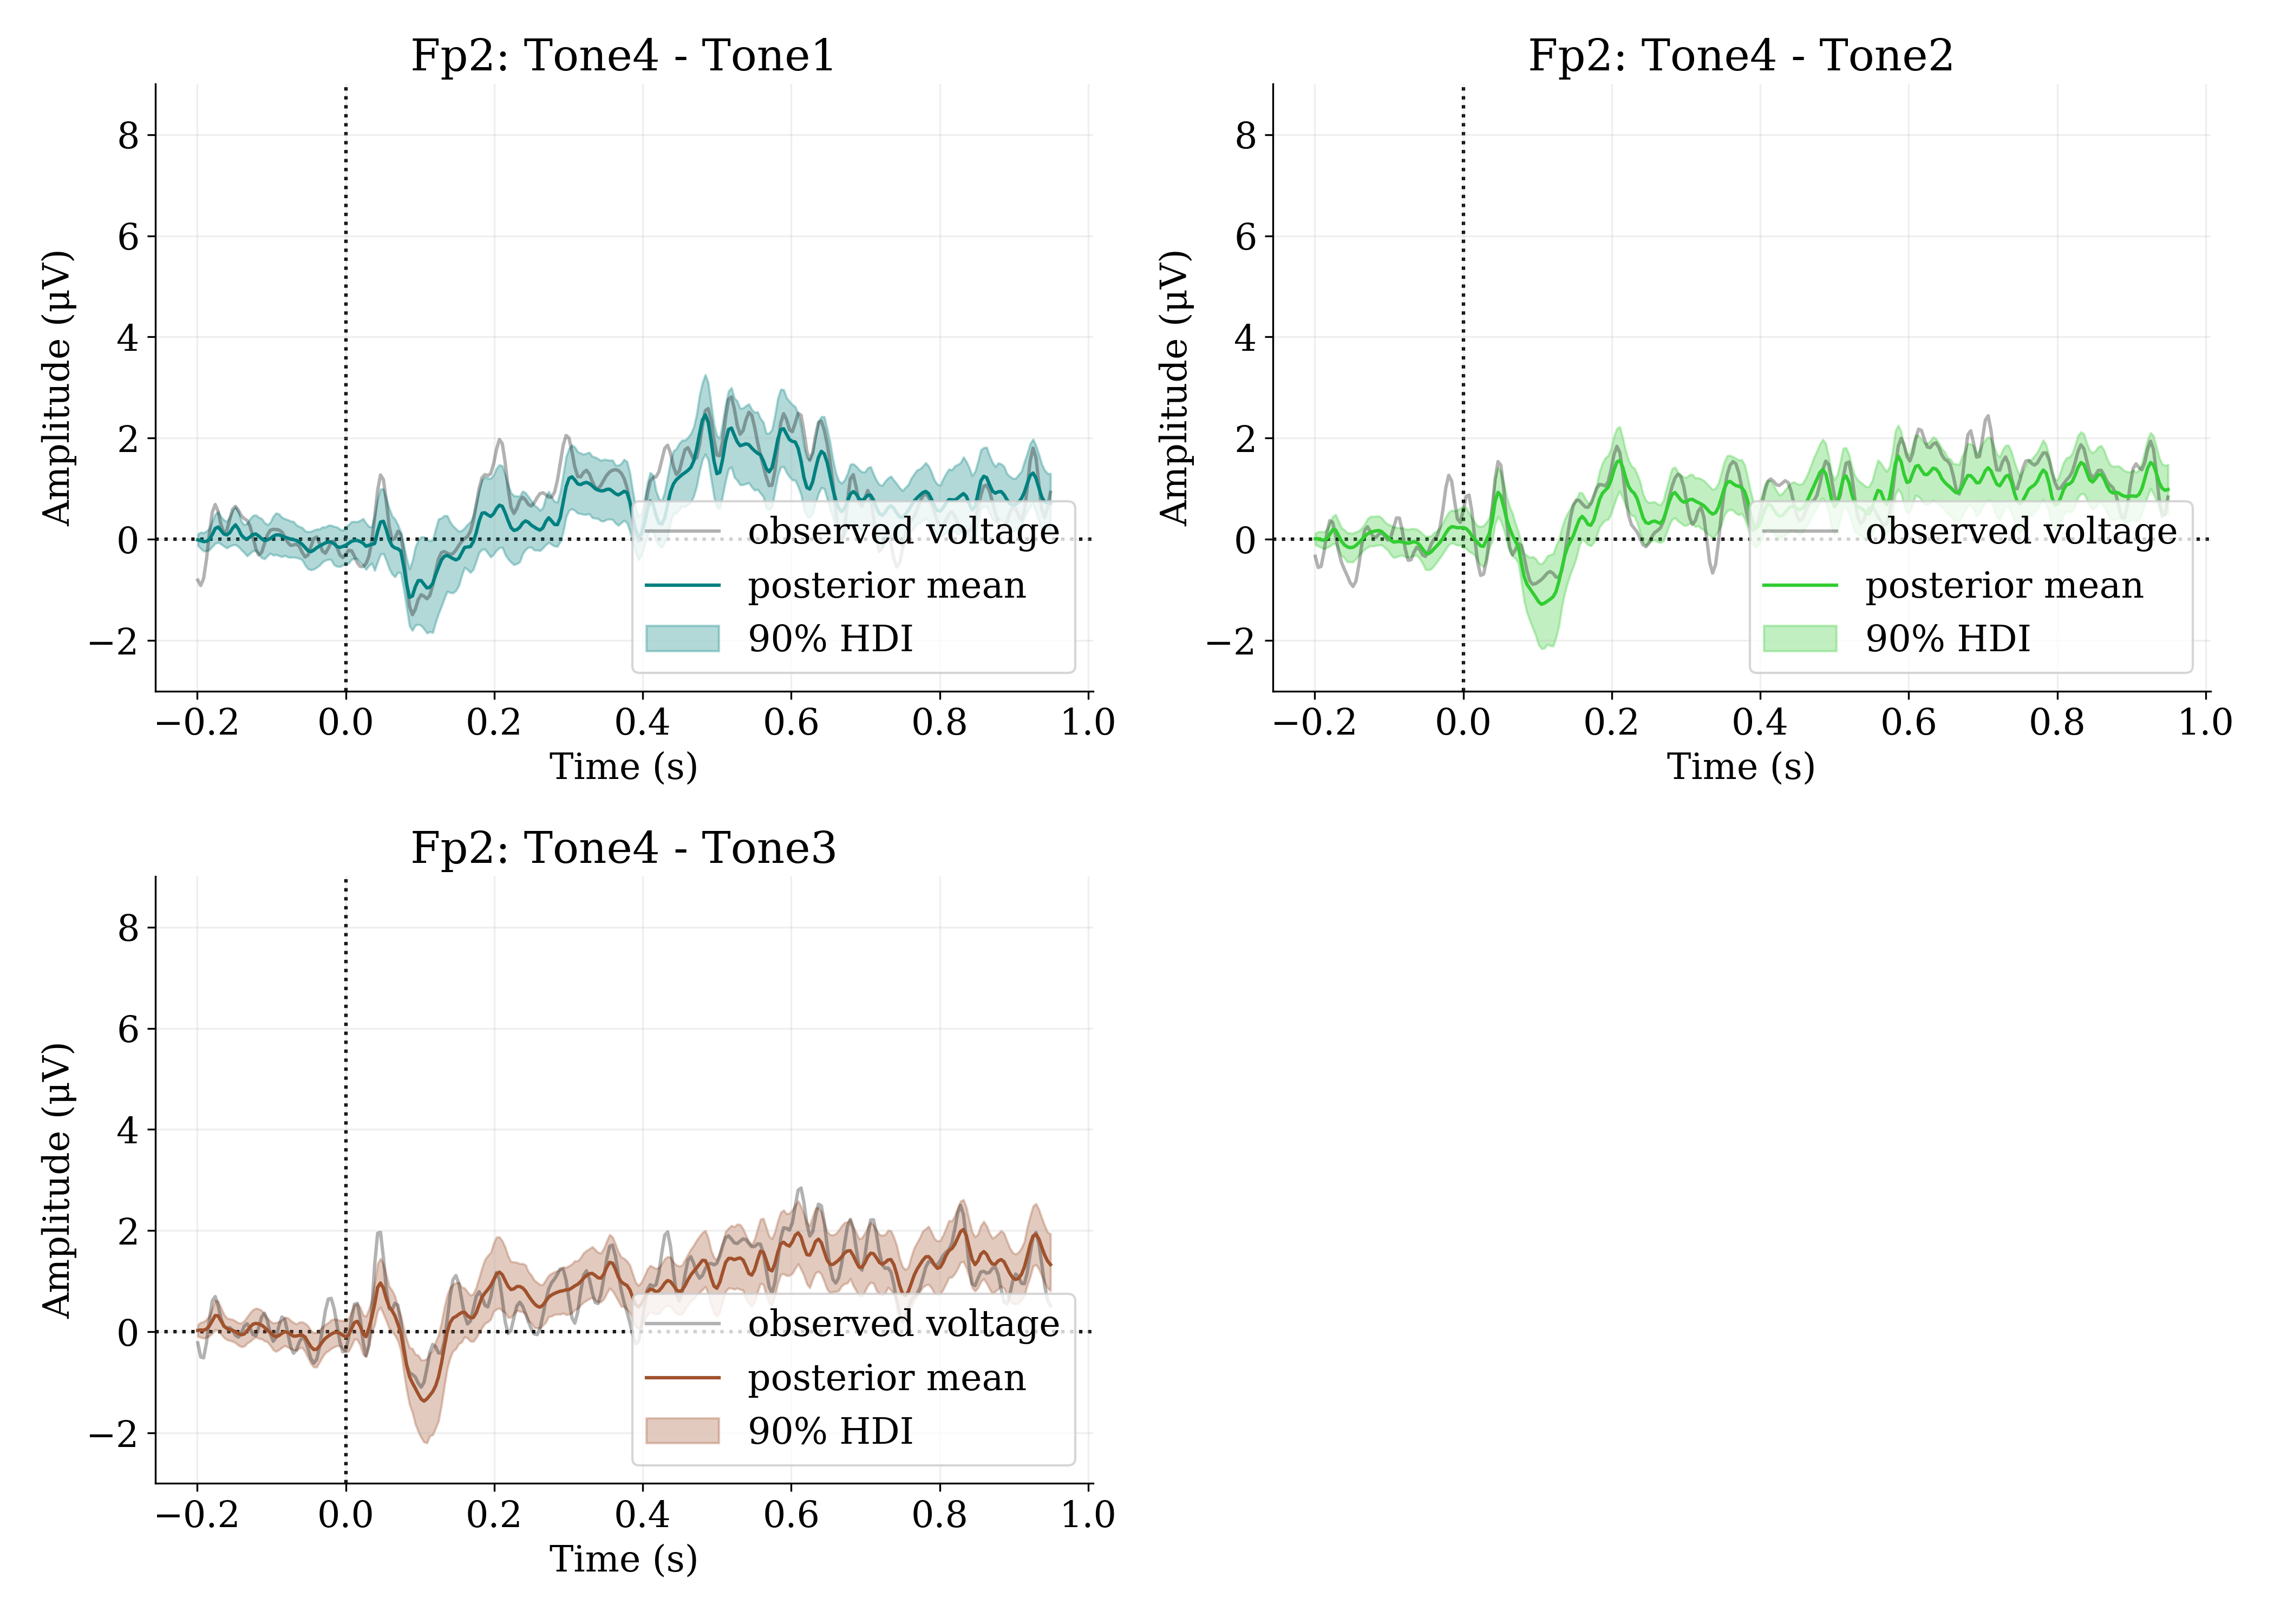 Fp2: Tone4 - Tone1
Amplitude (μV)
8
6
4
2
0
−2
observed voltage
posterior mean
90% HDI
−0.2 0.0 0.2 0.4 0.6 0.8 1.0
Time (s)
Fp2: Tone4 - Tone2
Amplitude (μV)
8
6
4
2
0
−2
observed voltage
posterior mean
90% HDI
−0.2 0.0 0.2 0.4 0.6 0.8 1.0
Time (s)
Fp2: Tone4 - Tone3
Amplitude (μV)
8
6
4
2
0
−2
observed voltage
posterior mean
90% HDI
−0.2 0.0 0.2 0.4 0.6 0.8 1.0
Time (s)